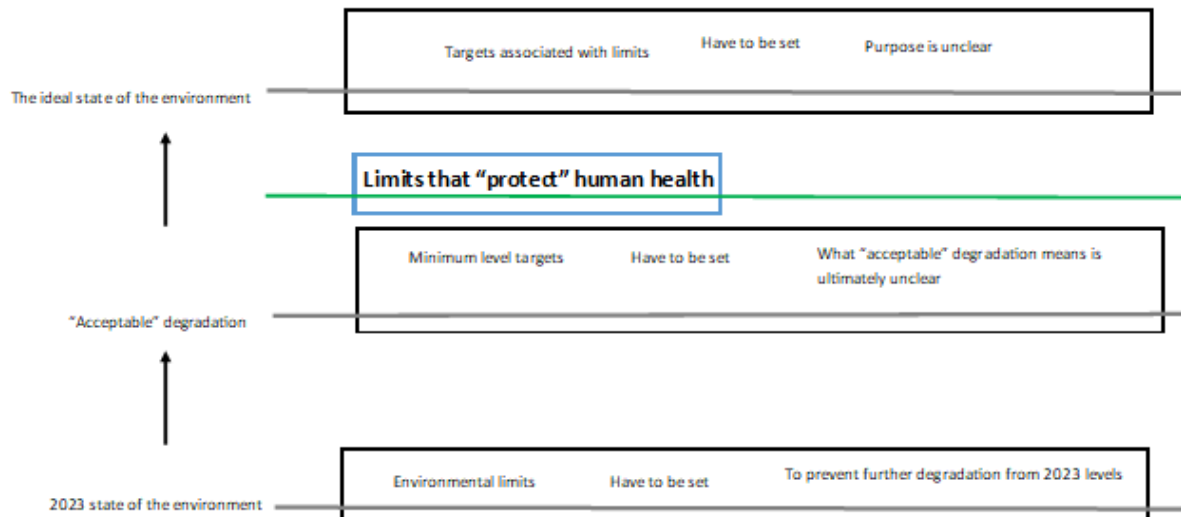 Targets associated with limits Have to be set Purpose is unclear
The ideal state of the environment
Limits that “protect” human health
Minimum level targets Have to be set What “acceptable” degradation means is
ultimately unclear
“Acceptable” degradation
Environmental limits Have to be set To prevent further degradation from 2023 levels
2023 state of the environment